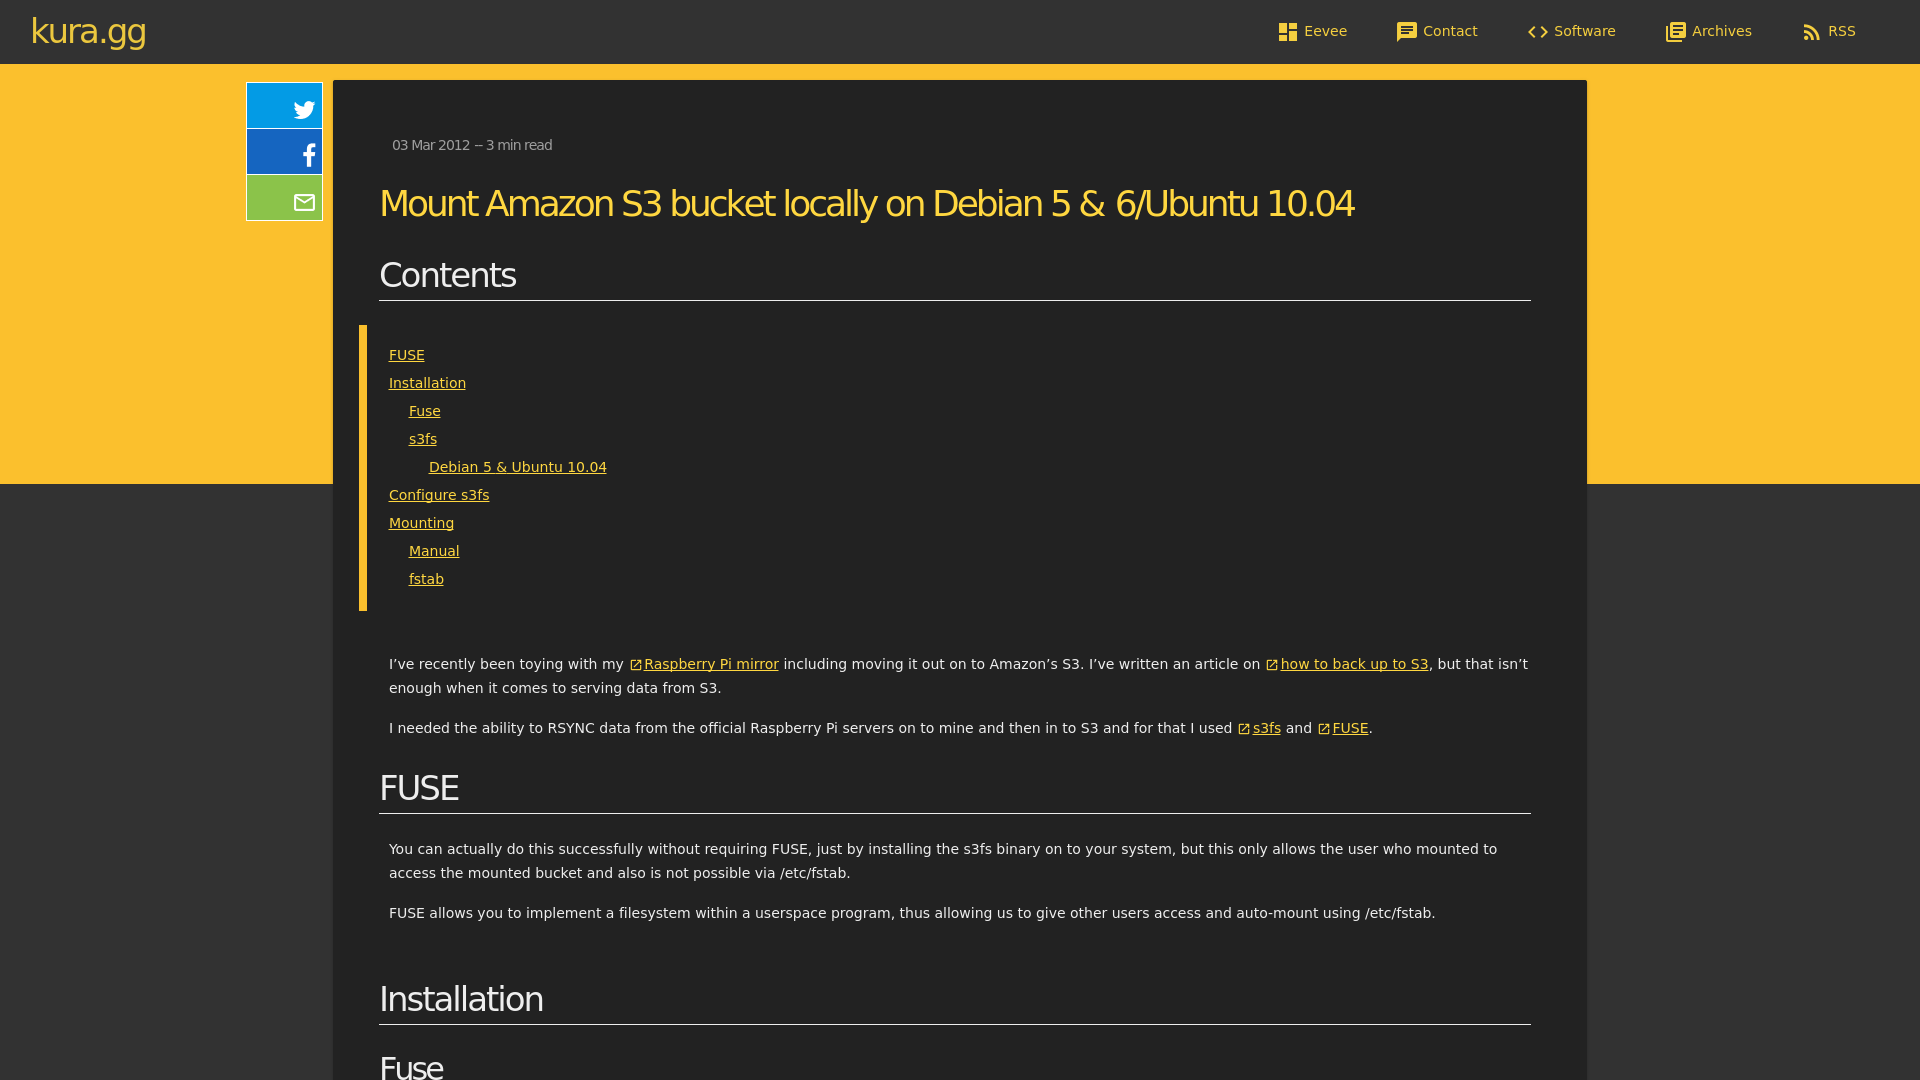 kura.gg
Eevee
Contact
Software
Archives
RSS
03 Mar 2012 – 3 min read
Mount Amazon S3 bucket locally on Debian 5 & 6/Ubuntu 10.04
Contents
FUSE
Installation
Fuse
s3fs
Debian 5 & Ubuntu 10.04
Configure s3fs
Mounting
Manual
fstab
I’ve recently been toying with my Raspberry Pi mirror including moving it out on to Amazon’s S3. I’ve written an article on how to back up to S3, but that isn’t
enough when it comes to serving data from S3.
I needed the ability to RSYNC data from the official Raspberry Pi servers on to mine and then in to S3 and for that I used s3fs and FUSE.
FUSE
You can actually do this successfully without requiring FUSE, just by installing the s3fs binary on to your system, but this only allows the user who mounted to
access the mounted bucket and also is not possible via /etc/fstab.
FUSE allows you to implement a filesystem within a userspace program, thus allowing us to give other users access and auto-mount using /etc/fstab.
Installation
Fuse